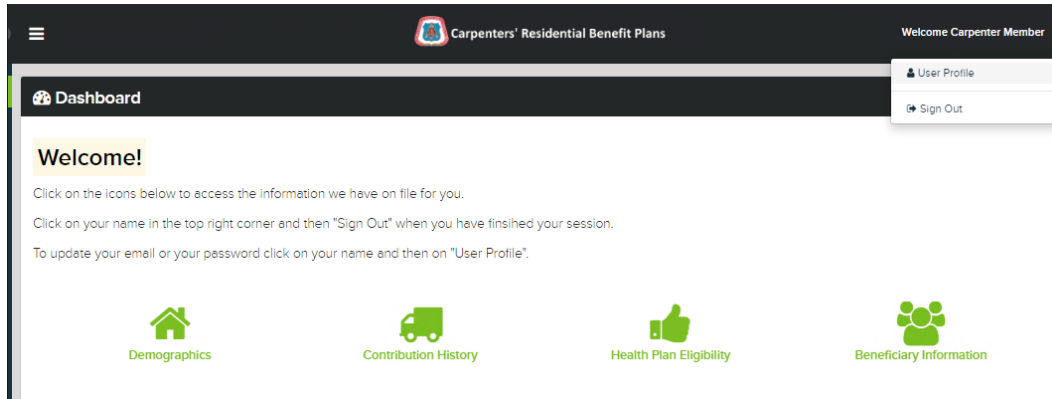 Carpenters' Residential Benefit Plans
Welcome Carpenter Member
User Profile
Sign Out
Dashboard
Welcome!
Click on the icons below to access the information we have on file for you.
Click on your name in the top right corner and then "Sign Out" when you have finsihed your session.
To update your email or your password click on your name and then on "User Profile".
Demographics
Contribution History
Health Plan Eligibility
Beneficiary Information